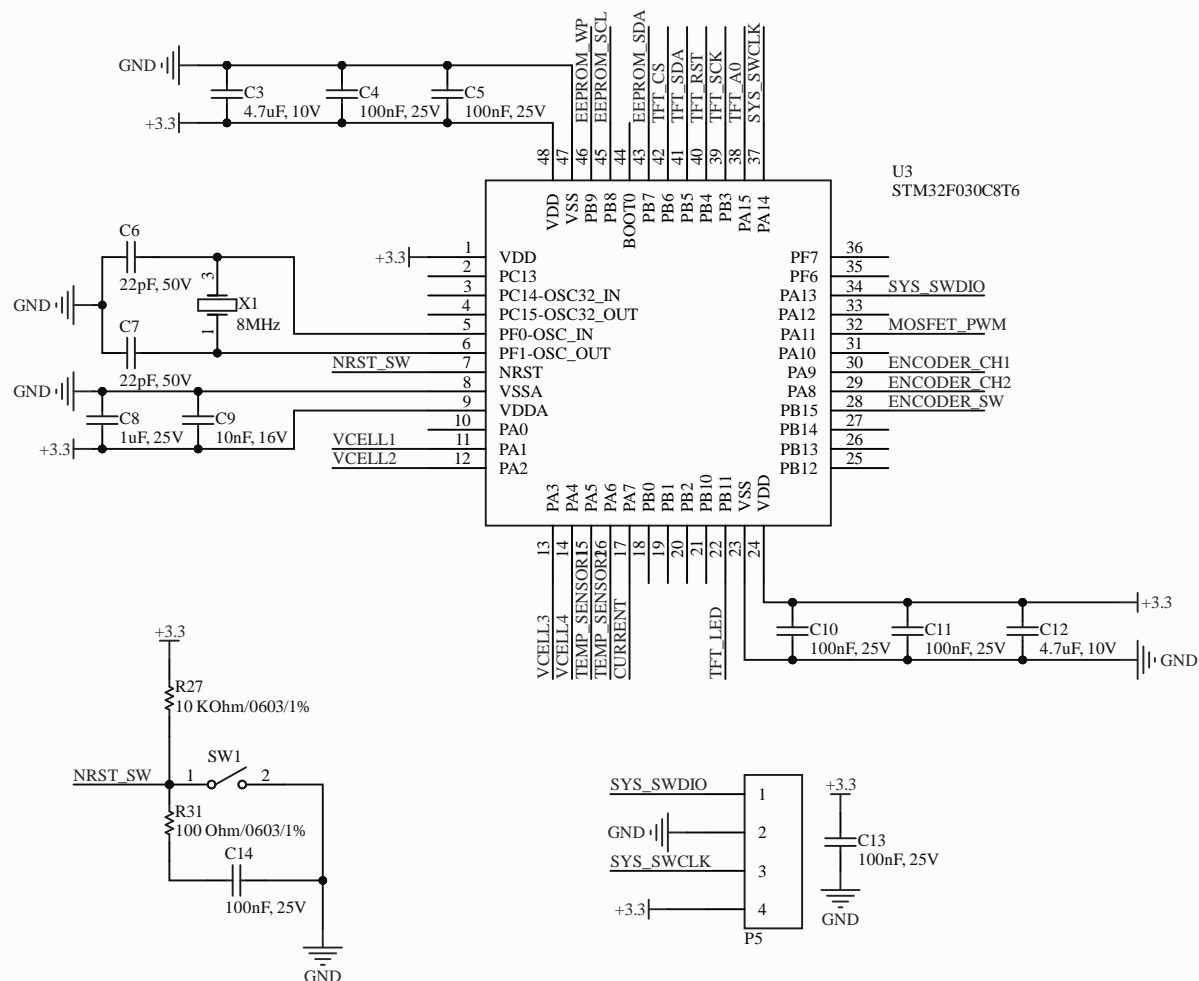 GND
C3
4.7uF, 10V
C4
100nF, 25V
C5
100nF, 25V
+3.3
EEPROM_WP
EEPROM_SCL
EEPROM_SDA
TFT_CS
TFT_SDA
TFT_RST
TFT_SCK
TFT_A0
SYS_SWCLK
48
47
46
45
44
43
42
41
40
39
38
37
VDD
VSS
PB9
PB8
BOOT0
PB7
PB6
PB5
PB4
PB3
PA15
PA14
U3
STM32F030C8T6
C6
22pF, 50V
GND
3
X1
8MHz
1
C7
22pF, 50V
+3.3
NRST_SW
GND
C8
1uF, 25V
C9
10nF, 16V
+3.3
VCELL1
VCELL2
1 VDD
2 PC13
3 PC14-OSC32_IN
4 PC15-OSC32_OUT
5 PF0-OSC_IN
6 PF1-OSC_OUT
7 NRST
8 VSSA
9 VDDA
10 PA0
11 PA1
12 PA2
PF7 36
PF6 35
PA13 34 SYS_SWDIO
PA12 33
PA11 32 MOSFET_PWM
PA10 31
PA9 30 ENCODER_CH1
PA8 29 ENCODER_CH2
PB15 28 ENCODER_SW
PB14 27
PB13 26
PB12 25
PA3
PA4
PA5
PA6
PA7
PB0
PB1
PB2
PB10
PB11
VSS
VDD
13
14
15
16
17
18
19
20
21
22
23
24
VCELL3
VCELL4
TEMP_SENSOR1
TEMP_SENSOR2
CURRENT
TFT_LED
C10
100nF, 25V
C11
100nF, 25V
C12
4.7uF, 10V
+3.3
GND
+3.3
R27
10 KOhm/0603/1%
NRST_SW
1
SW1
2
R31
100 Ohm/0603/1%
C14
100nF, 25V
GND
SYS_SWDIO 1
GND 2
SYS_SWCLK 3
+3.3 4
P5
+3.3
C13
100nF, 25V
GND